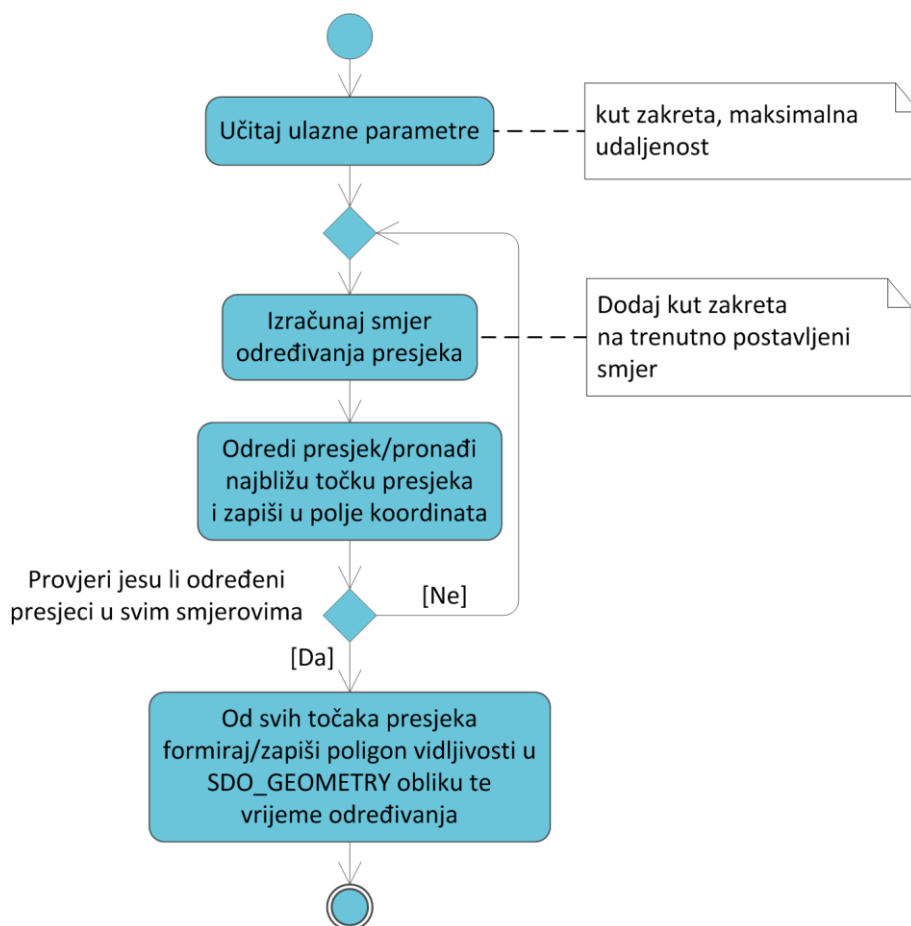 Učitaj ulazne parametre
kut zakreta, maksimalna
udaljenost
Izračunaj smjer
određivanja presjeka
Dodaj kut zakreta
na trenutno postavljeni
smjer
Odredi presjek/pronađi
najbližu točku presjeka
i zapiši u polje koordinata
Provjeri jesu li određeni
presjeci u svim smjerovima
[Ne]
[Da]
Od svih točaka presjeka
formiraj/zapiši poligon vidljivosti u
SDO_GEOMETRY obliku te
vrijeme određivanja